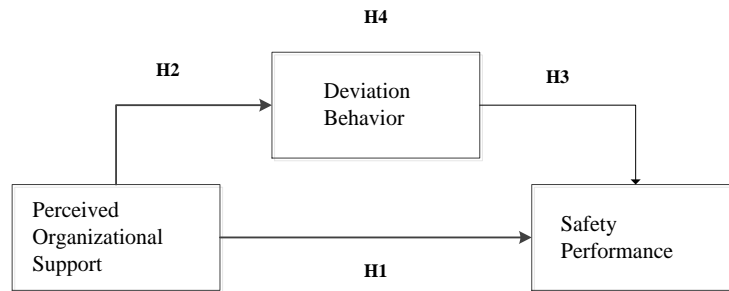 H4
H2
H3
Deviation
Behavior
Perceived
Organizational
Support
Safety
Performance
H1